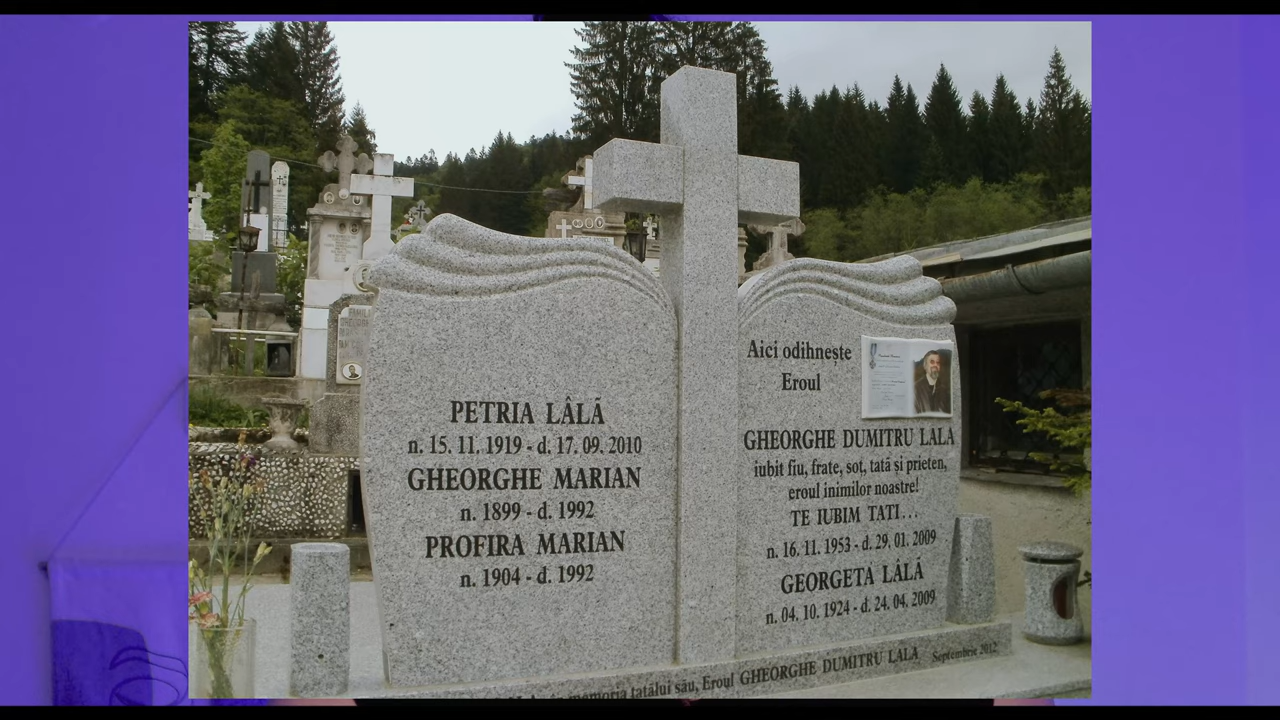 PETRIA LÂLĂ
n. 15. 11. 1919 - d. 17. 09. 2010
GHEORGHE MARIAN
n. 1899 - d. 1992
PROFIRA MARIAN
n. 1904 - d. 1992
Aici odihnește
Eroul
GHEORGHE DUMITRU LALA
iubit fiu, frate, soț, tată și prieten,
eroul inimilor noastre!
TE IUBIM TATI...
n. 16. 11. 1953 - d. 29. 01. 2009
GEORGETA LÂLĂ
n. 04. 10. 1924 - d. 24. 04. 2009
memoria tatălui său, Eroul GHEORGHE DUMITRU LALA Septembrie 2012